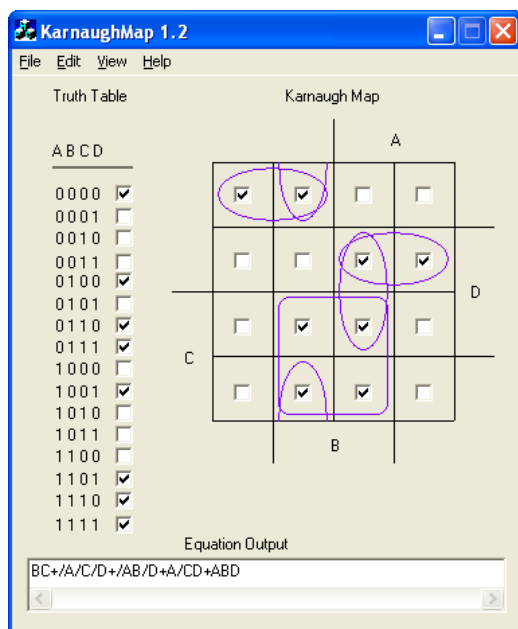 KarnaughMap 1.2
File Edit View Help
Truth Table
Karnaugh Map
A
A B C D
0000
0001
0010
0011
0100
0101
0110
0111
1000
1001
1010
1011
1100
1101
1110
1111
D
C
B
Equation Output
BC+/A/C/D+/AB/D+A/CD+ABD